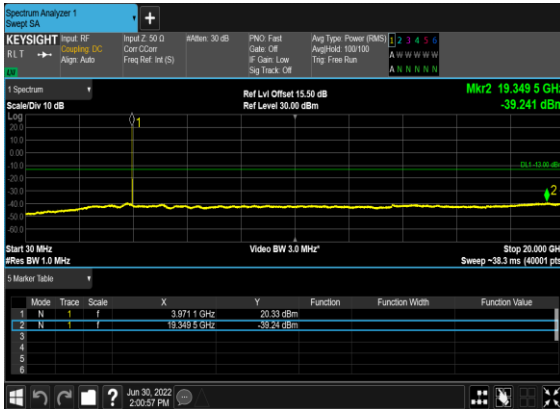 Spectrum Analyzer 1
Swept SA
+
KEYSIGHT Input: RF Input Z: 50 Ω #Atten: 30 dB PNO: Fast Avg Type: Power (RMS) 1 2 3 4 5 6
RLT Coupling: DC Corr CCorr Gate: Off Avg|Hold: 100/100 A W W W W W
Align: Auto Freq Ref: Int (S) IF Gain: Low Trig: Free Run
LW Sig Track: Off A N N N N N
1 Spectrum Ref Lvl Offset 15.50 dB Mkr2 19.349 5 GHz
Scale/Div 10 dB Ref Level 30.00 dBm -39.241 dBm
Log
20.0
10.0
0.00
-10.0
-20.0
-30.0
-40.0
-50.0
-60.0
1
DL1 -13.00 dBm
2
Start 30 MHz Video BW 3.0 MHz* Stop 20.000 GHz
#Res BW 1.0 MHz Sweep ~38.3 ms (40001 pts)
5 Marker Table
Mode Trace Scale X Y Function Function Width Function Value
1 N 1 f 3.971 1 GHz 20.33 dBm
2 N 1 f 19.349 5 GHz -39.24 dBm
3
4
5
6
? Jun 30, 2022
2:00:57 PM